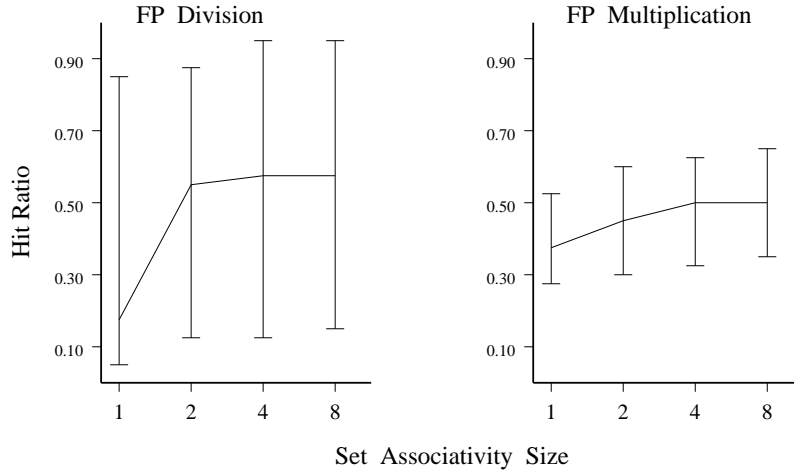 FP Division
FP Multiplication
0.90
0.70
0.50
0.30
0.10
Hit Ratio
1 2 4 8
0.90
0.70
0.50
0.30
0.10
1 2 4 8
Set Associativity Size